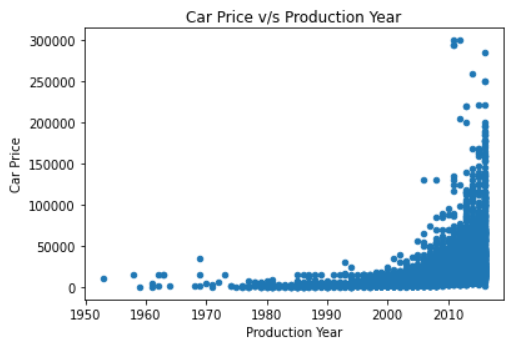 Car Price v/s Production Year
300000
250000
200000
150000
100000
50000
0
Car Price
1950 1960 1970 1980 1990 2000 2010
Production Year